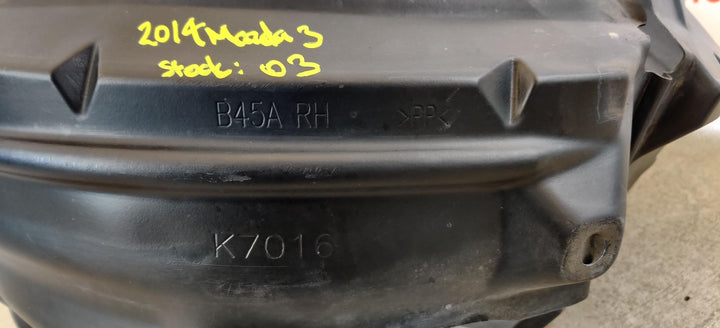 2014 Mazda 3
Stock: 03
B45A RH >PP<
K7016